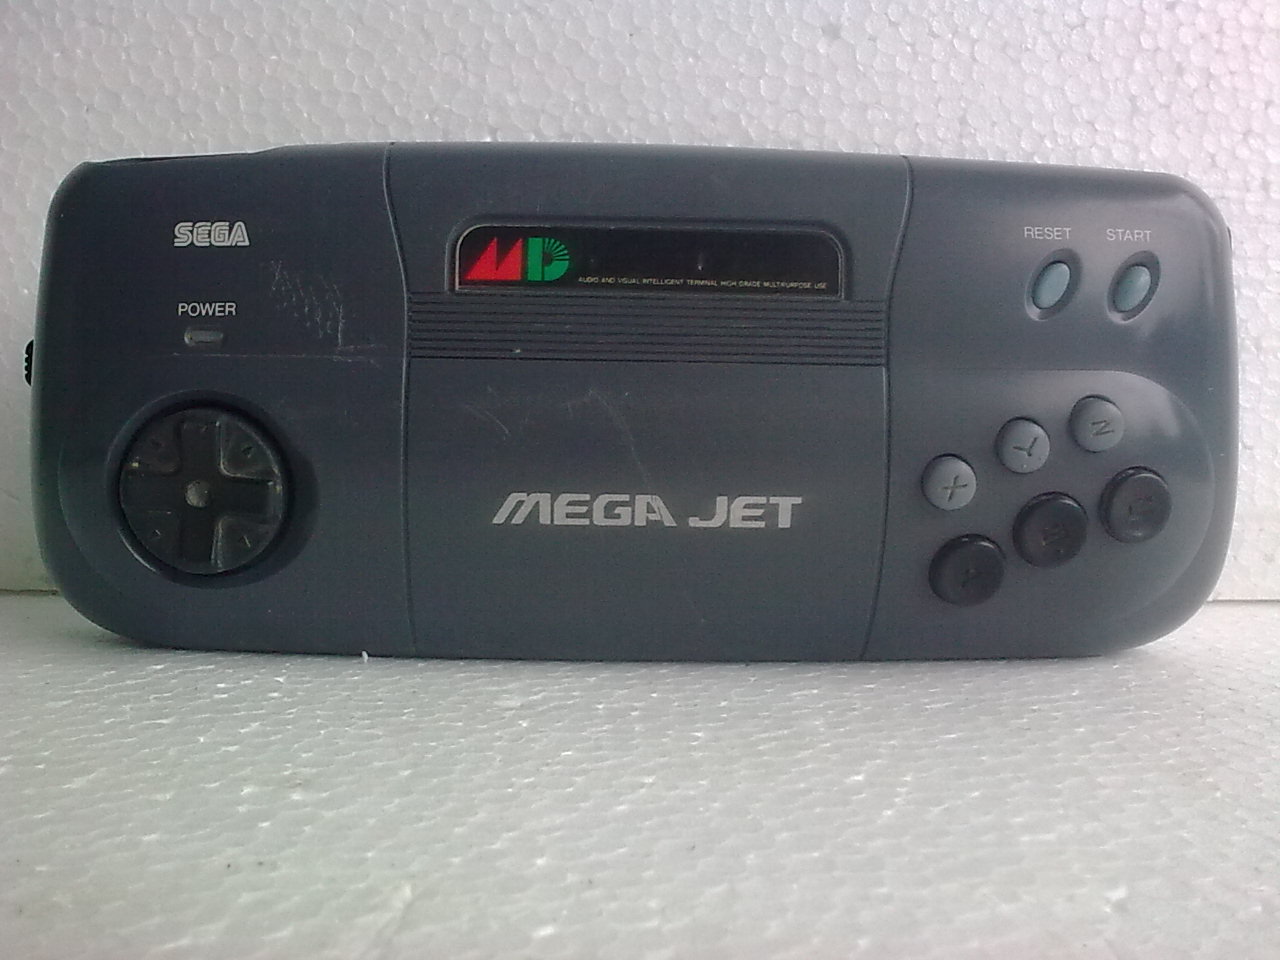 SEGA
POWER
MD
AUDIO AND VISUAL INTELLIGENT TERMINAL HIGH GRADE MULTIPURPOSE USE
RESET START
MEGA JET
X Y Z